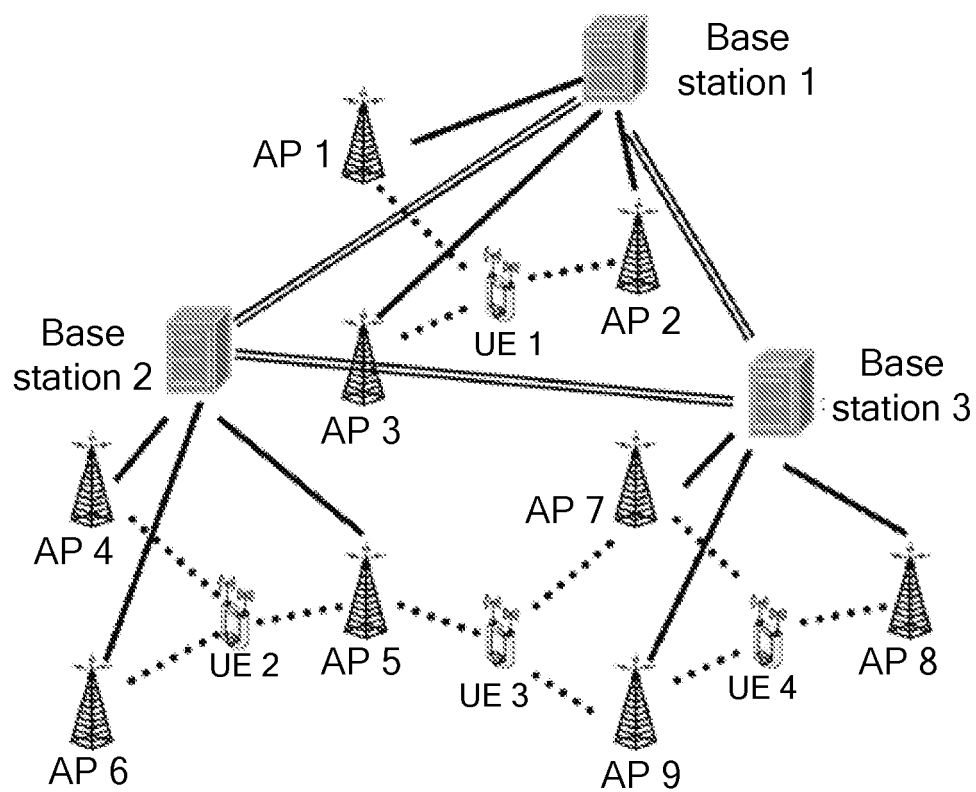 Base
station 1
AP 1
AP 2
UE 1
Base
station 2
AP 3
Base
station 3
AP 4
AP 7
UE 2
AP 5
UE 3
UE 4
AP 8
AP 6
AP 9